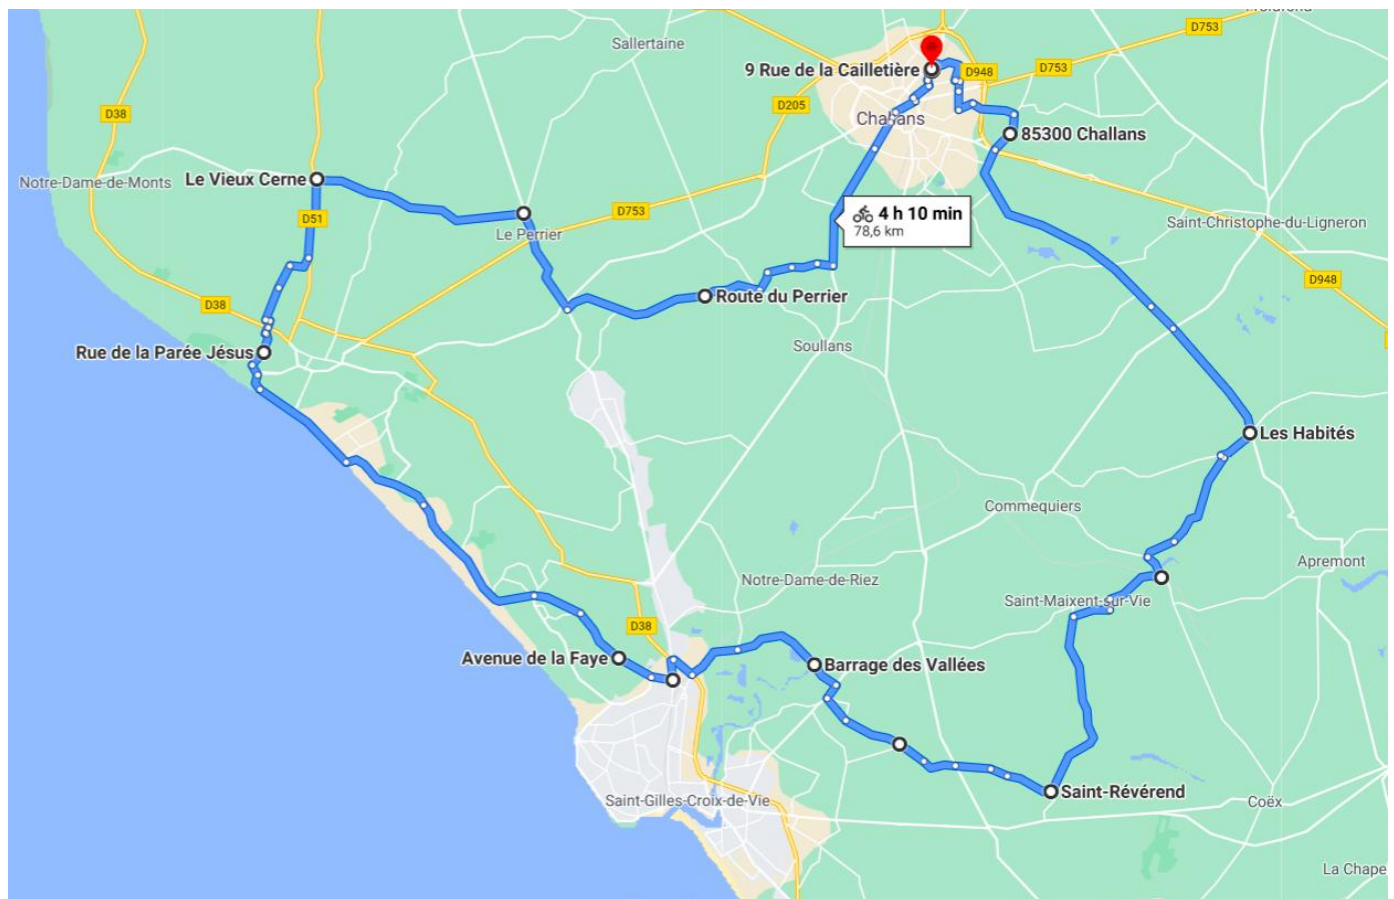 Sallertaine
D753
9 Rue de la Cailletière
D948
D753
D38
D205
Challans
85300 Challans
Notre-Dame-de-Monts
Le Vieux Cerne
D51
D753
Le Perrier
4 h 10 min
78,6 km
Saint-Christophe-du-Ligneron
D948
D38
Route du Perrier
Rue de la Parée Jésus
Soullans
Les Habités
Commequiers
Apremont
Notre-Dame-de-Riez
Saint-Maixent-sur-Vie
D38
Avenue de la Faye
Barrage des Vallées
Saint-Révérend
Saint-Gilles-Croix-de-Vie
Coëx
La Chape